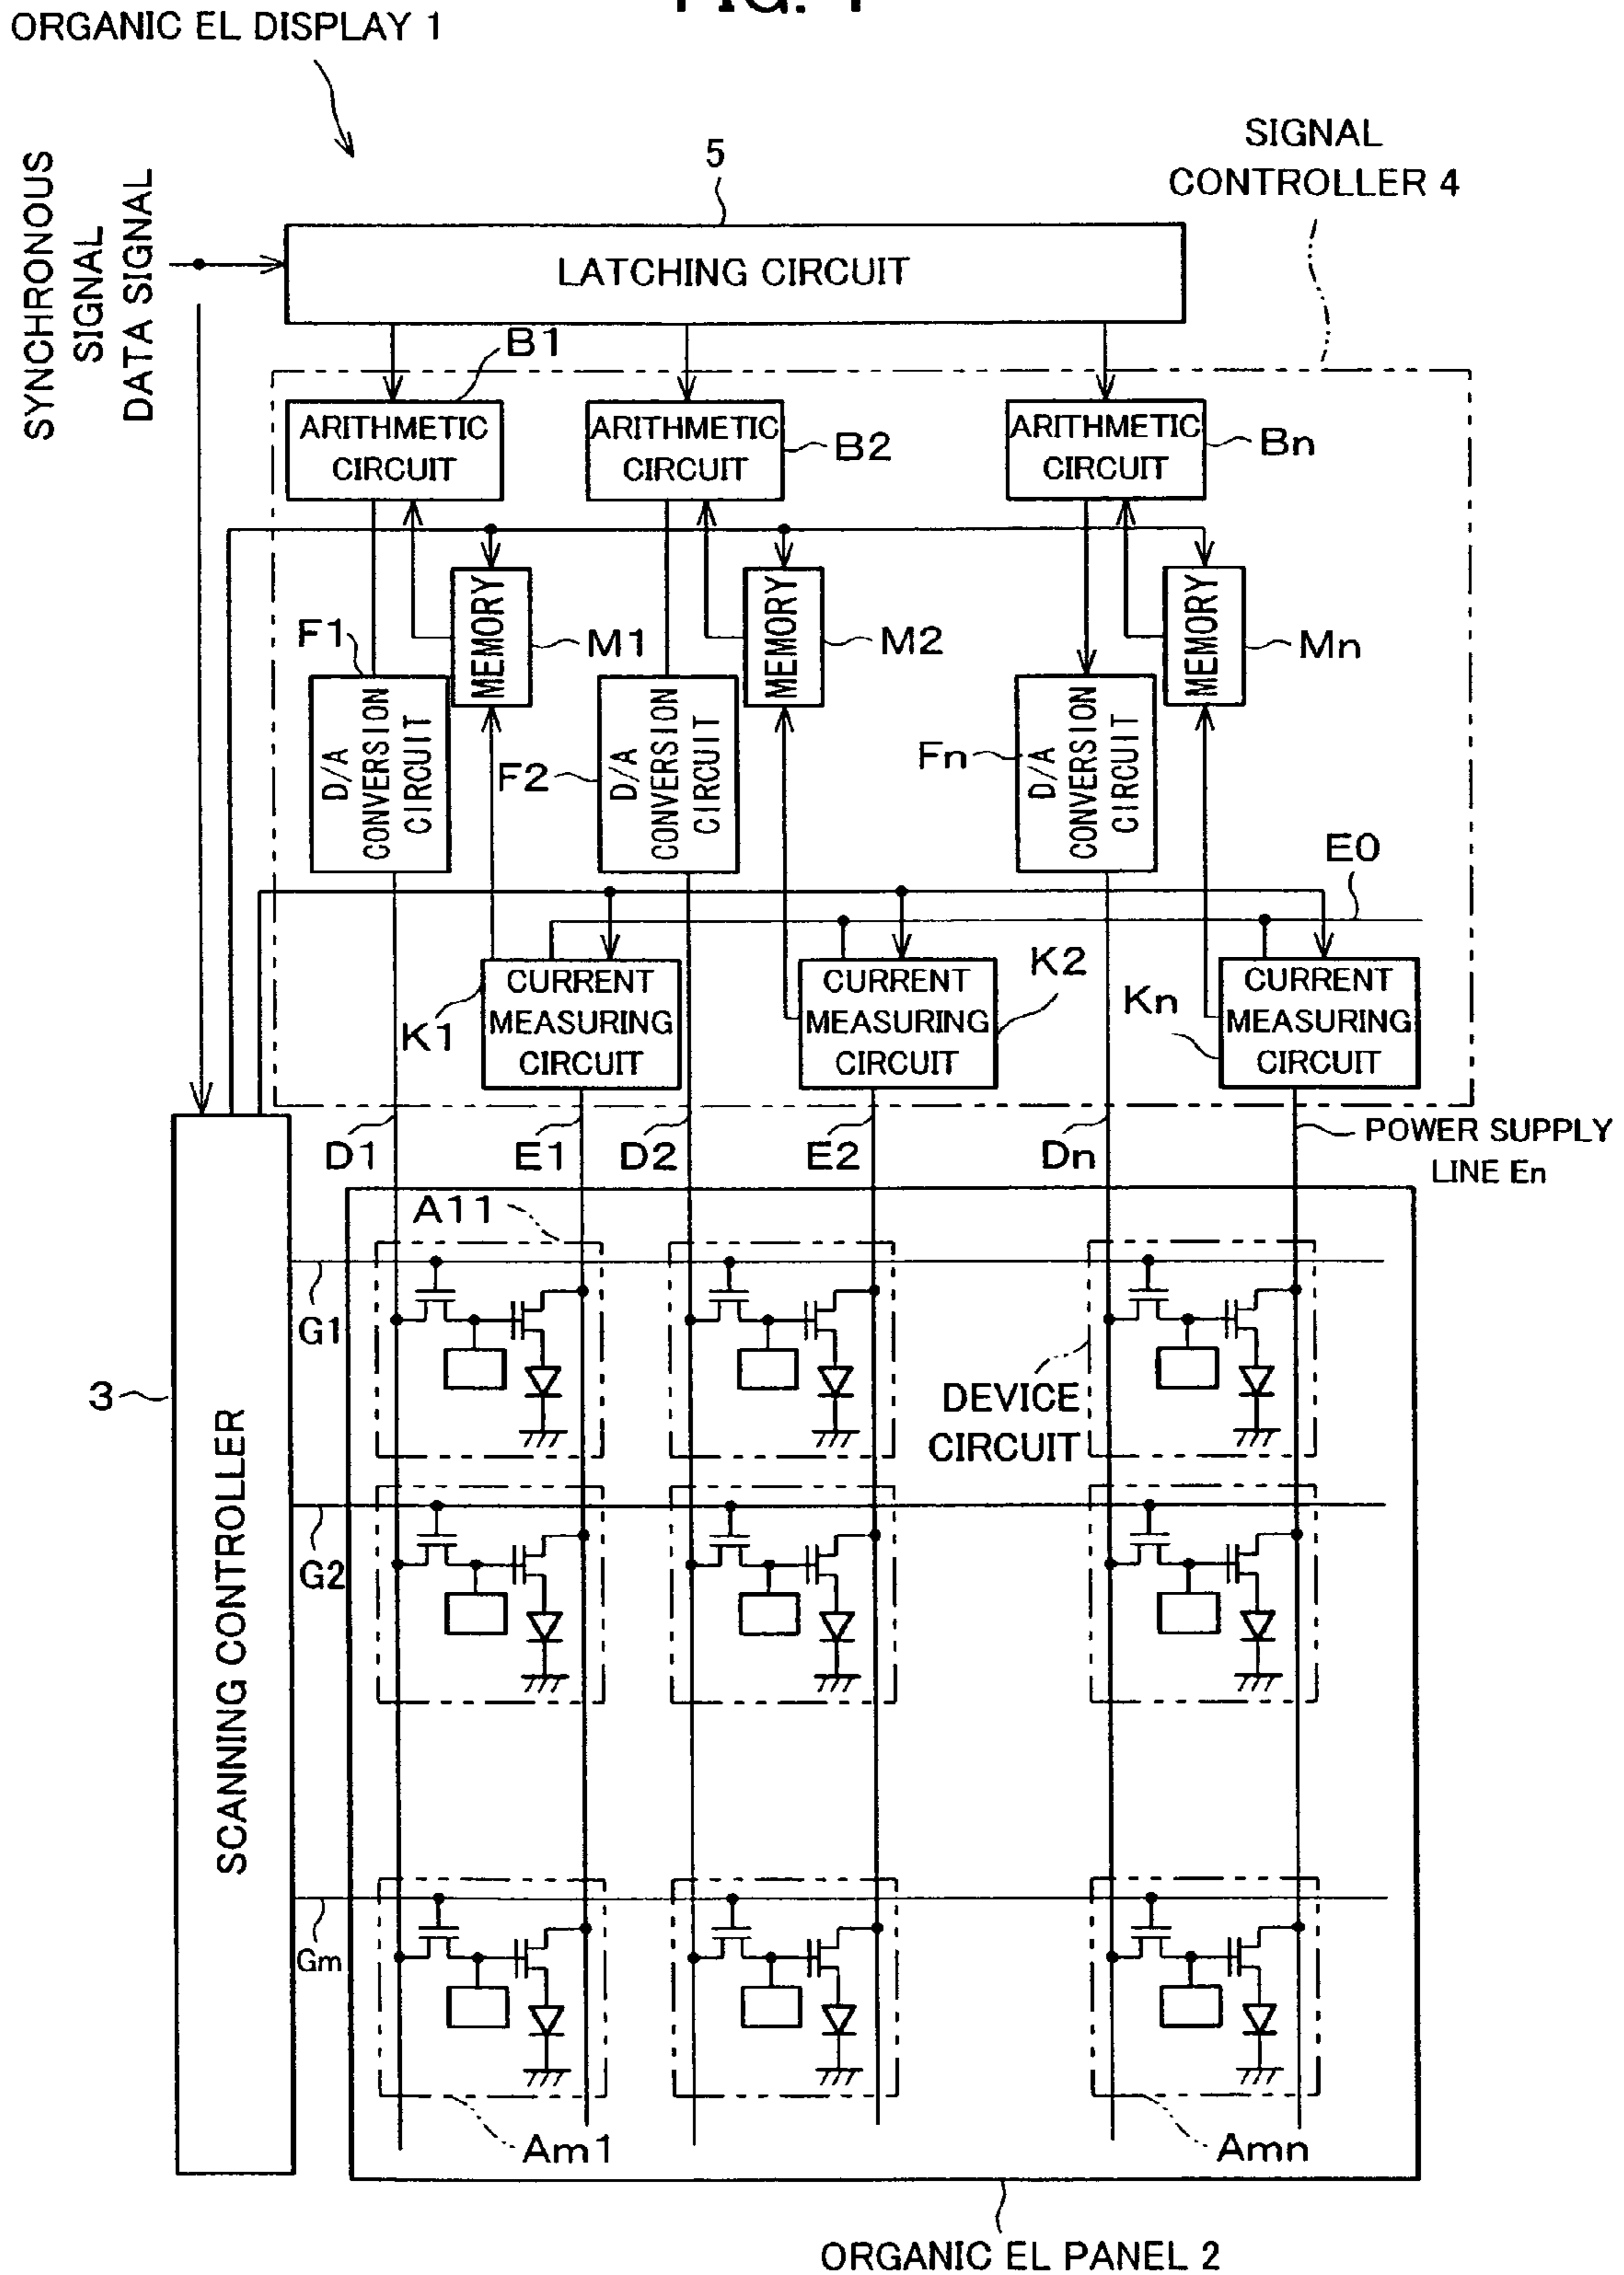 ORGANIC EL DISPLAY 1
SYNCHRONOUS
SIGNAL
DATA SIGNAL
5
SIGNAL
CONTROLLER 4
LATCHING CIRCUIT
B1
ARITHMETIC
CIRCUIT
ARITHMETIC
CIRCUIT
B2
ARITHMETIC
CIRCUIT
Bn
F1
MEMORY
M1
MEMORY
M2
MEMORY
Mn
D/A
CONVERSION
CIRCUIT
F2
D/A
CONVERSION
CIRCUIT
Fn
D/A
CONVERSION
CIRCUIT
E0
K1
CURRENT
MEASURING
CIRCUIT
CURRENT
MEASURING
CIRCUIT
K2
Kn
CURRENT
MEASURING
CIRCUIT
D1
E1
D2
E2
Dn
POWER SUPPLY
LINE En
A11
G1
3
SCANNING CONTROLLER
DEVICE
CIRCUIT
G2
Gm
Am1
Amn
ORGANIC EL PANEL 2